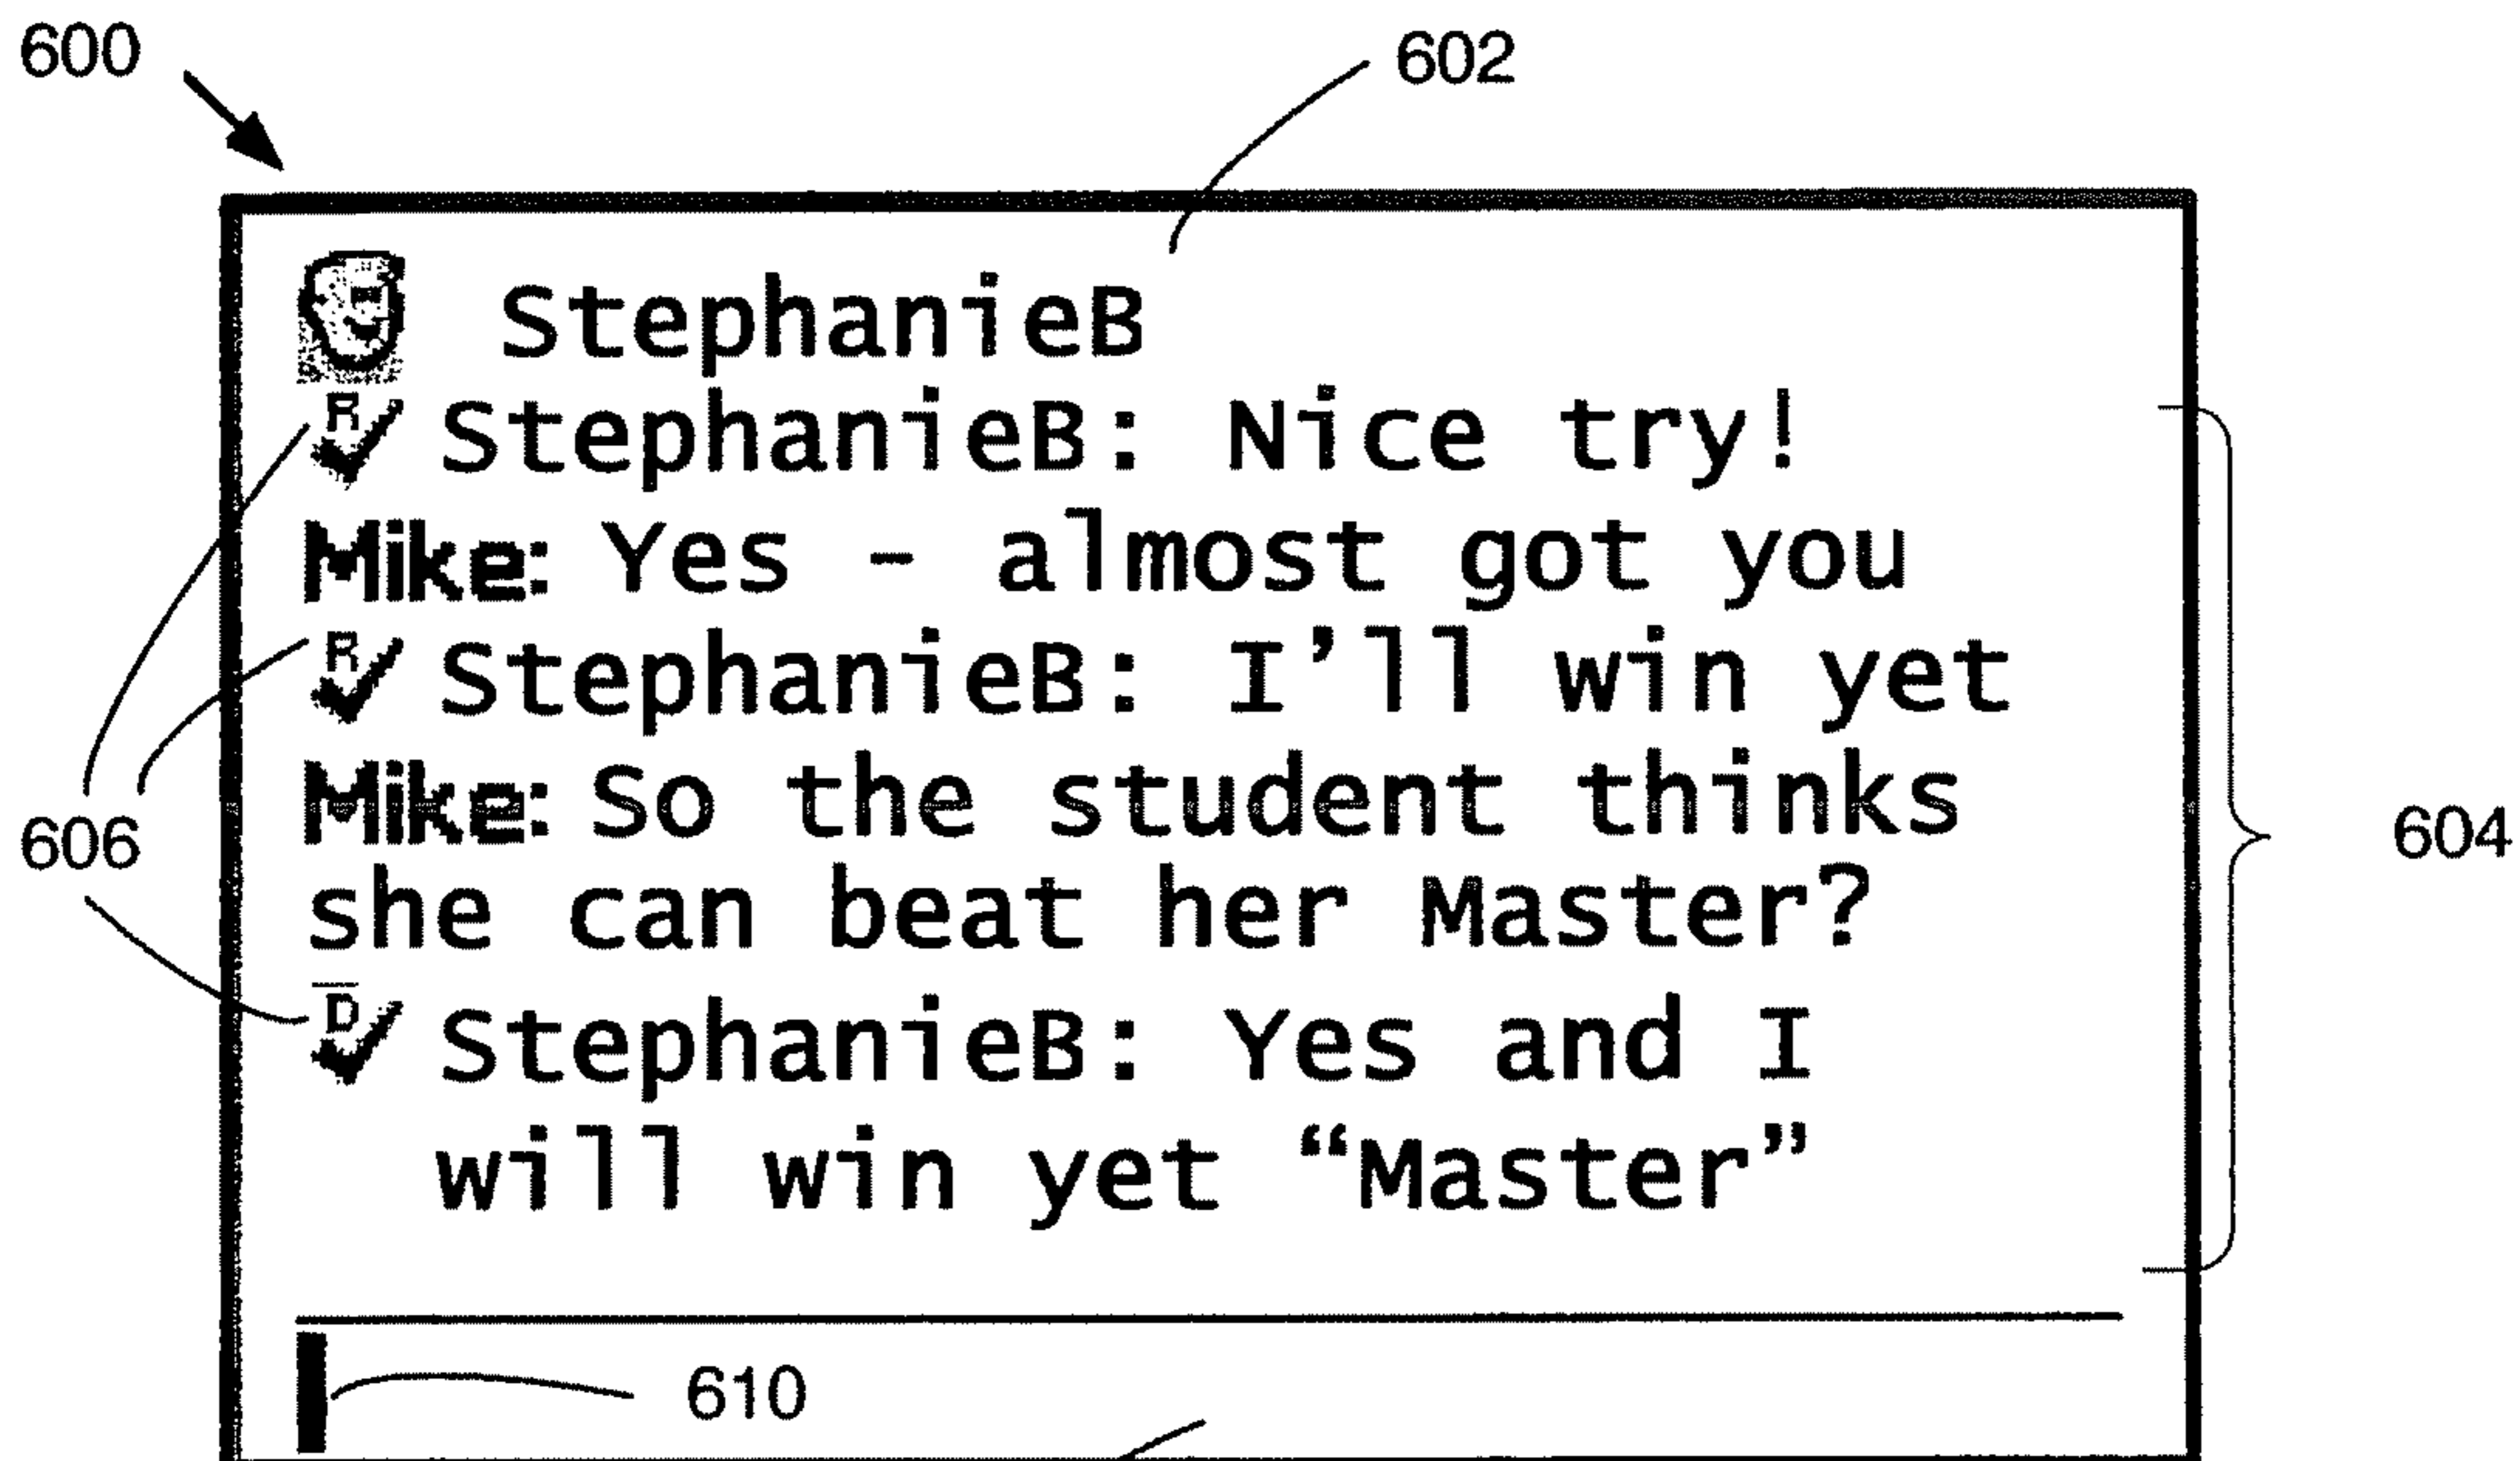 600
602
StephanieB
R StephanieB: Nice try!
Mike: Yes - almost got you
R StephanieB: I'll win yet
Mike: So the student thinks
606
604
she can beat her Master?
D StephanieB: Yes and I
will win yet “Master”
610